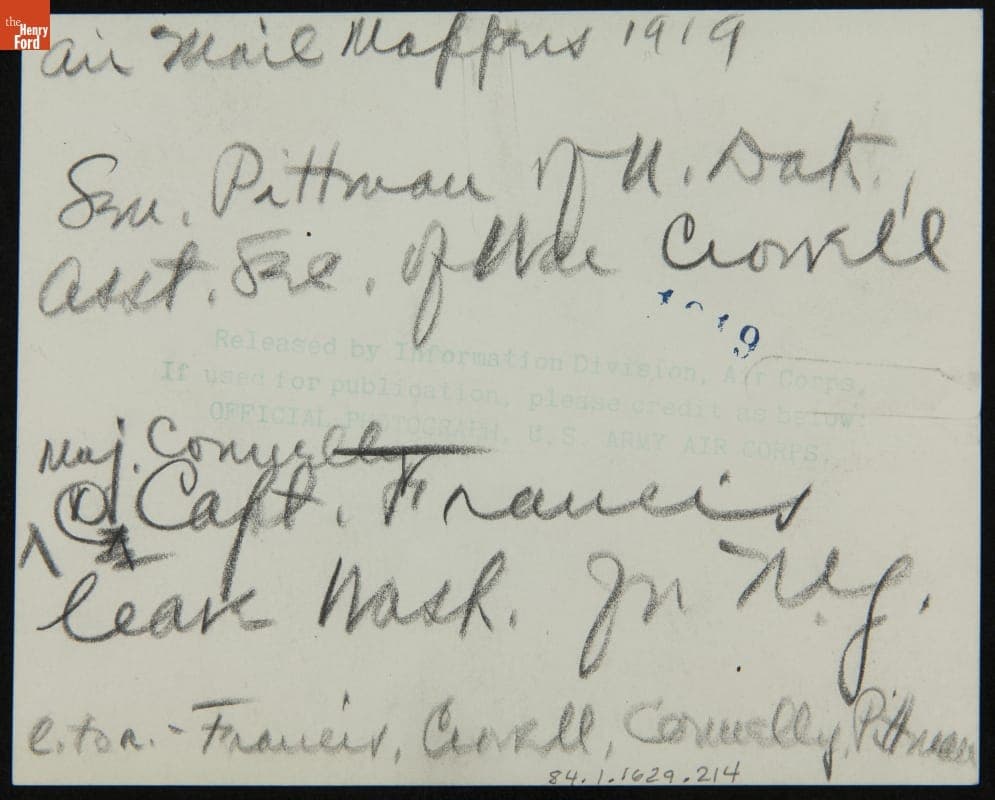 the
Henry
Ford
Air Mail Mappers 1919
Sen. Pittman of N. Dak.,
Asst. Sec. of War Crowell
1919
Released by Information Division, Air Corps,
If used for publication, please credit as below:
OFFICIAL PHOTOGRAPH, U.S. ARMY AIR CORPS.
Maj. Connelly
Capt. Francis
leave Wash. for
l. to r. - Francis, Crowell, Connelly, Pittman
84.1.1629.214